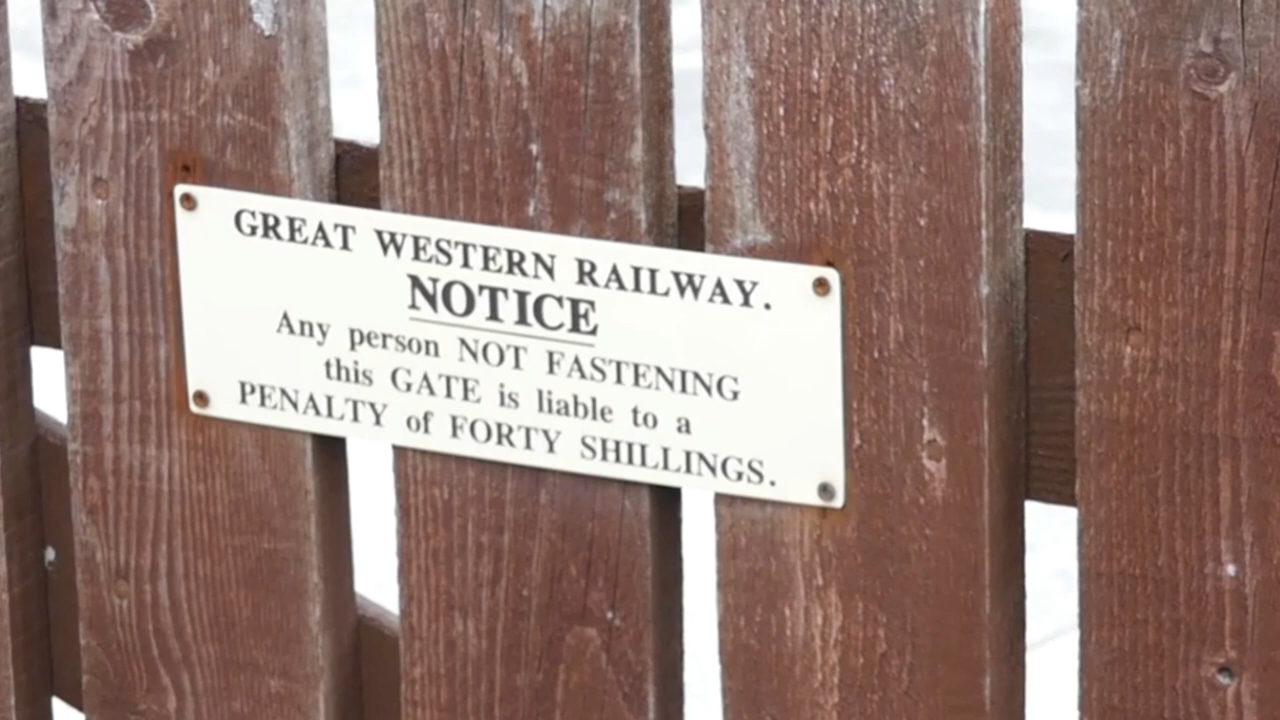 GREAT WESTERN RAILWAY.
NOTICE
Any person NOT FASTENING
this GATE is liable to a
PENALTY of FORTY SHILLINGS.